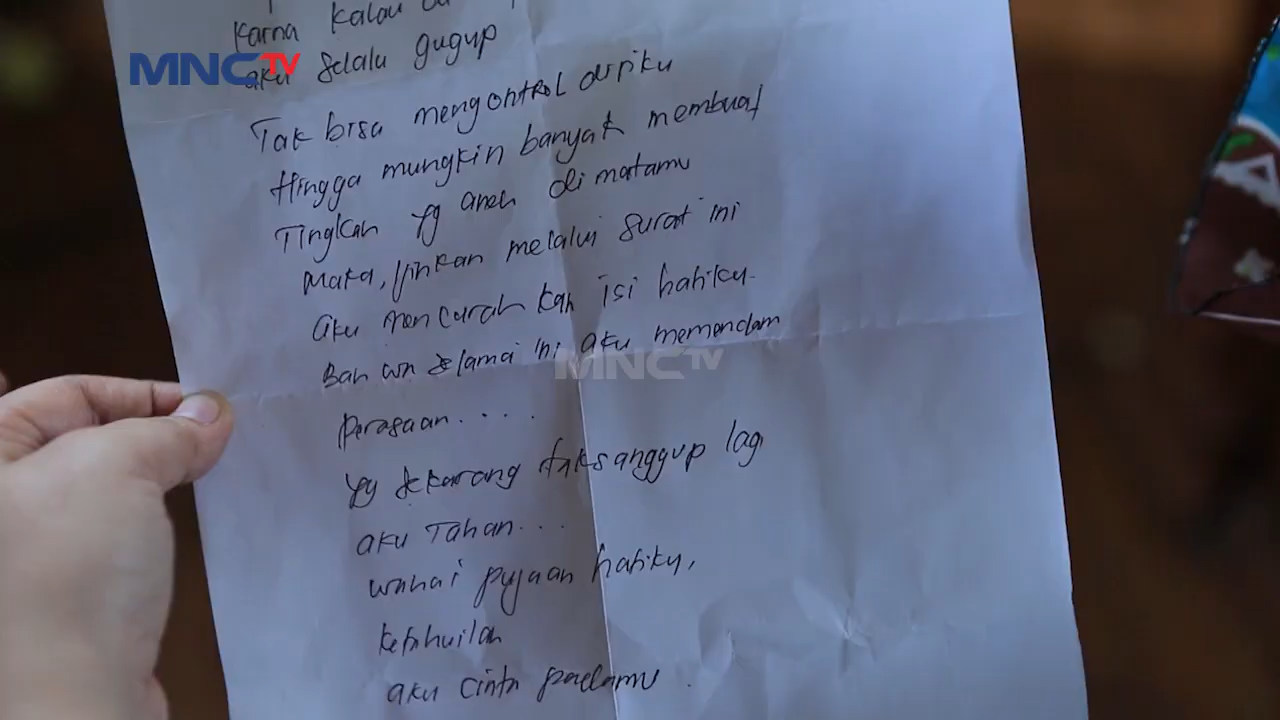 karna kalau
MNCTV
aku selalu gugup
Tak bisa mengontrol diriku
Hingga mungkin banyak membuat
Tingkah yg aneh di matamu
Maka, Ijinkan melalui surat ini
aku mencurahkan isi hatiku.
Bahwa selama ini aku memendam
MNCTV
perasaan....
yg sekarang tak sanggup lagi
aku Tahan...
wahai pujaan hatiku,
ketahuilah
aku cinta padamu.